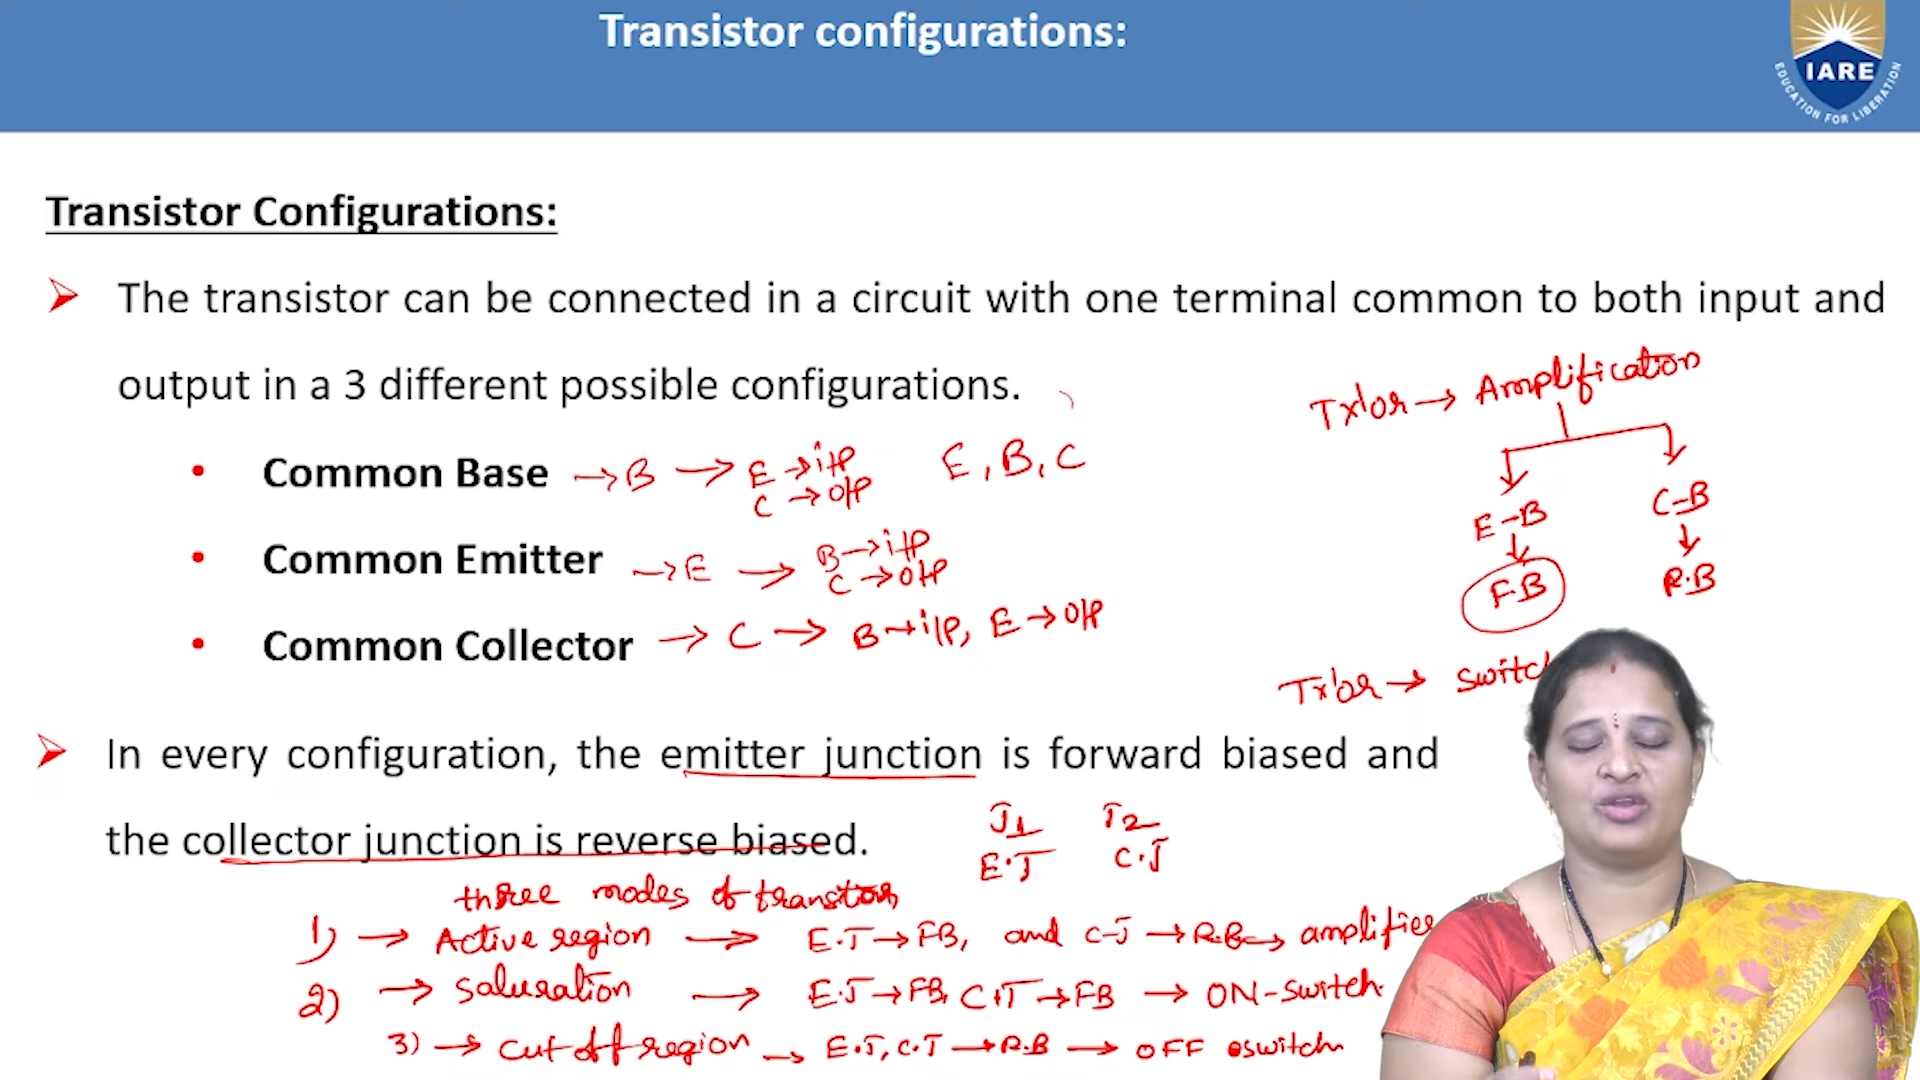 Transistor configurations:
IARE
EDUCATION FOR LIBERATION
Transistor Configurations:
The transistor can be connected in a circuit with one terminal common to both input and
output in a 3 different possible configurations.
Tx'or → Amplification
E-B C-B
F.B R.B
• Common Base → B → E → i/p E, B, C
C → o/p
• Common Emitter → E → B → i/p
C → o/p
• Common Collector → C → B → i/p, E → o/p
Tx'or → switch
In every configuration, the emitter junction is forward biased and
the collector junction is reverse biased.
J1 J2
E.J C.J
three modes of transistor
1) → Active region → E.J → FB, and C-J → R.B → amplifier
2) → Saturation → E.J → FB, C.J → FB → ON-switch.
3) → Cut off region → E.J, C.J → R.B → OFF switch